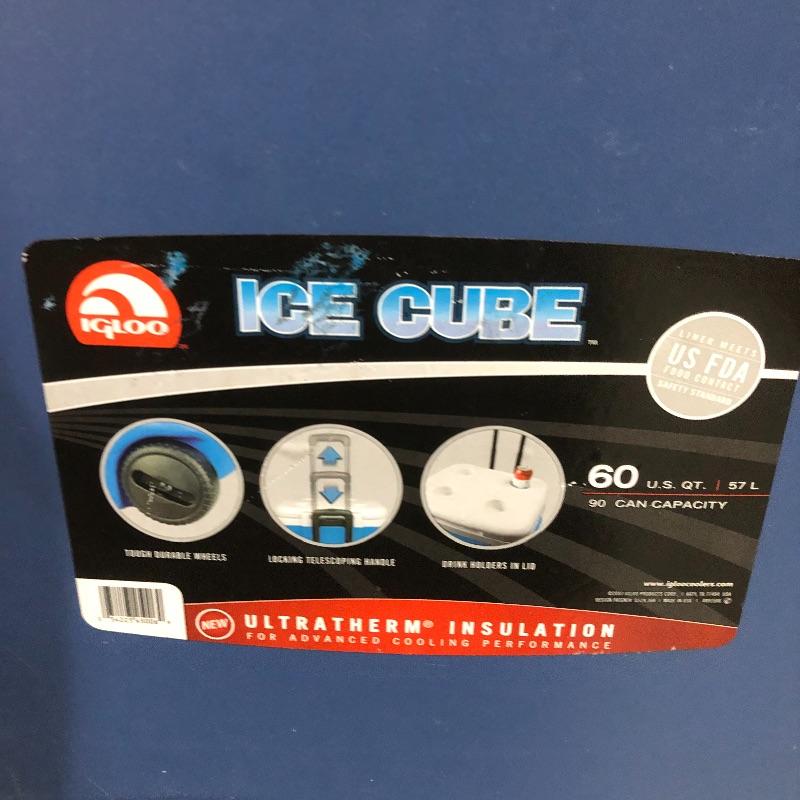 IGLOO
ICE CUBE
TM
LINER MEETS
US FDA
FOOD CONTACT
SAFETY STANDARD
60 U.S. QT. | 57 L
90 CAN CAPACITY
TOUGH DURABLE WHEELS
LOCKING TELESCOPING HANDLE
DRINK HOLDERS IN LID
www.igloocoolers.com
NEW ULTRATHERM® INSULATION
FOR ADVANCED COOLING PERFORMANCE